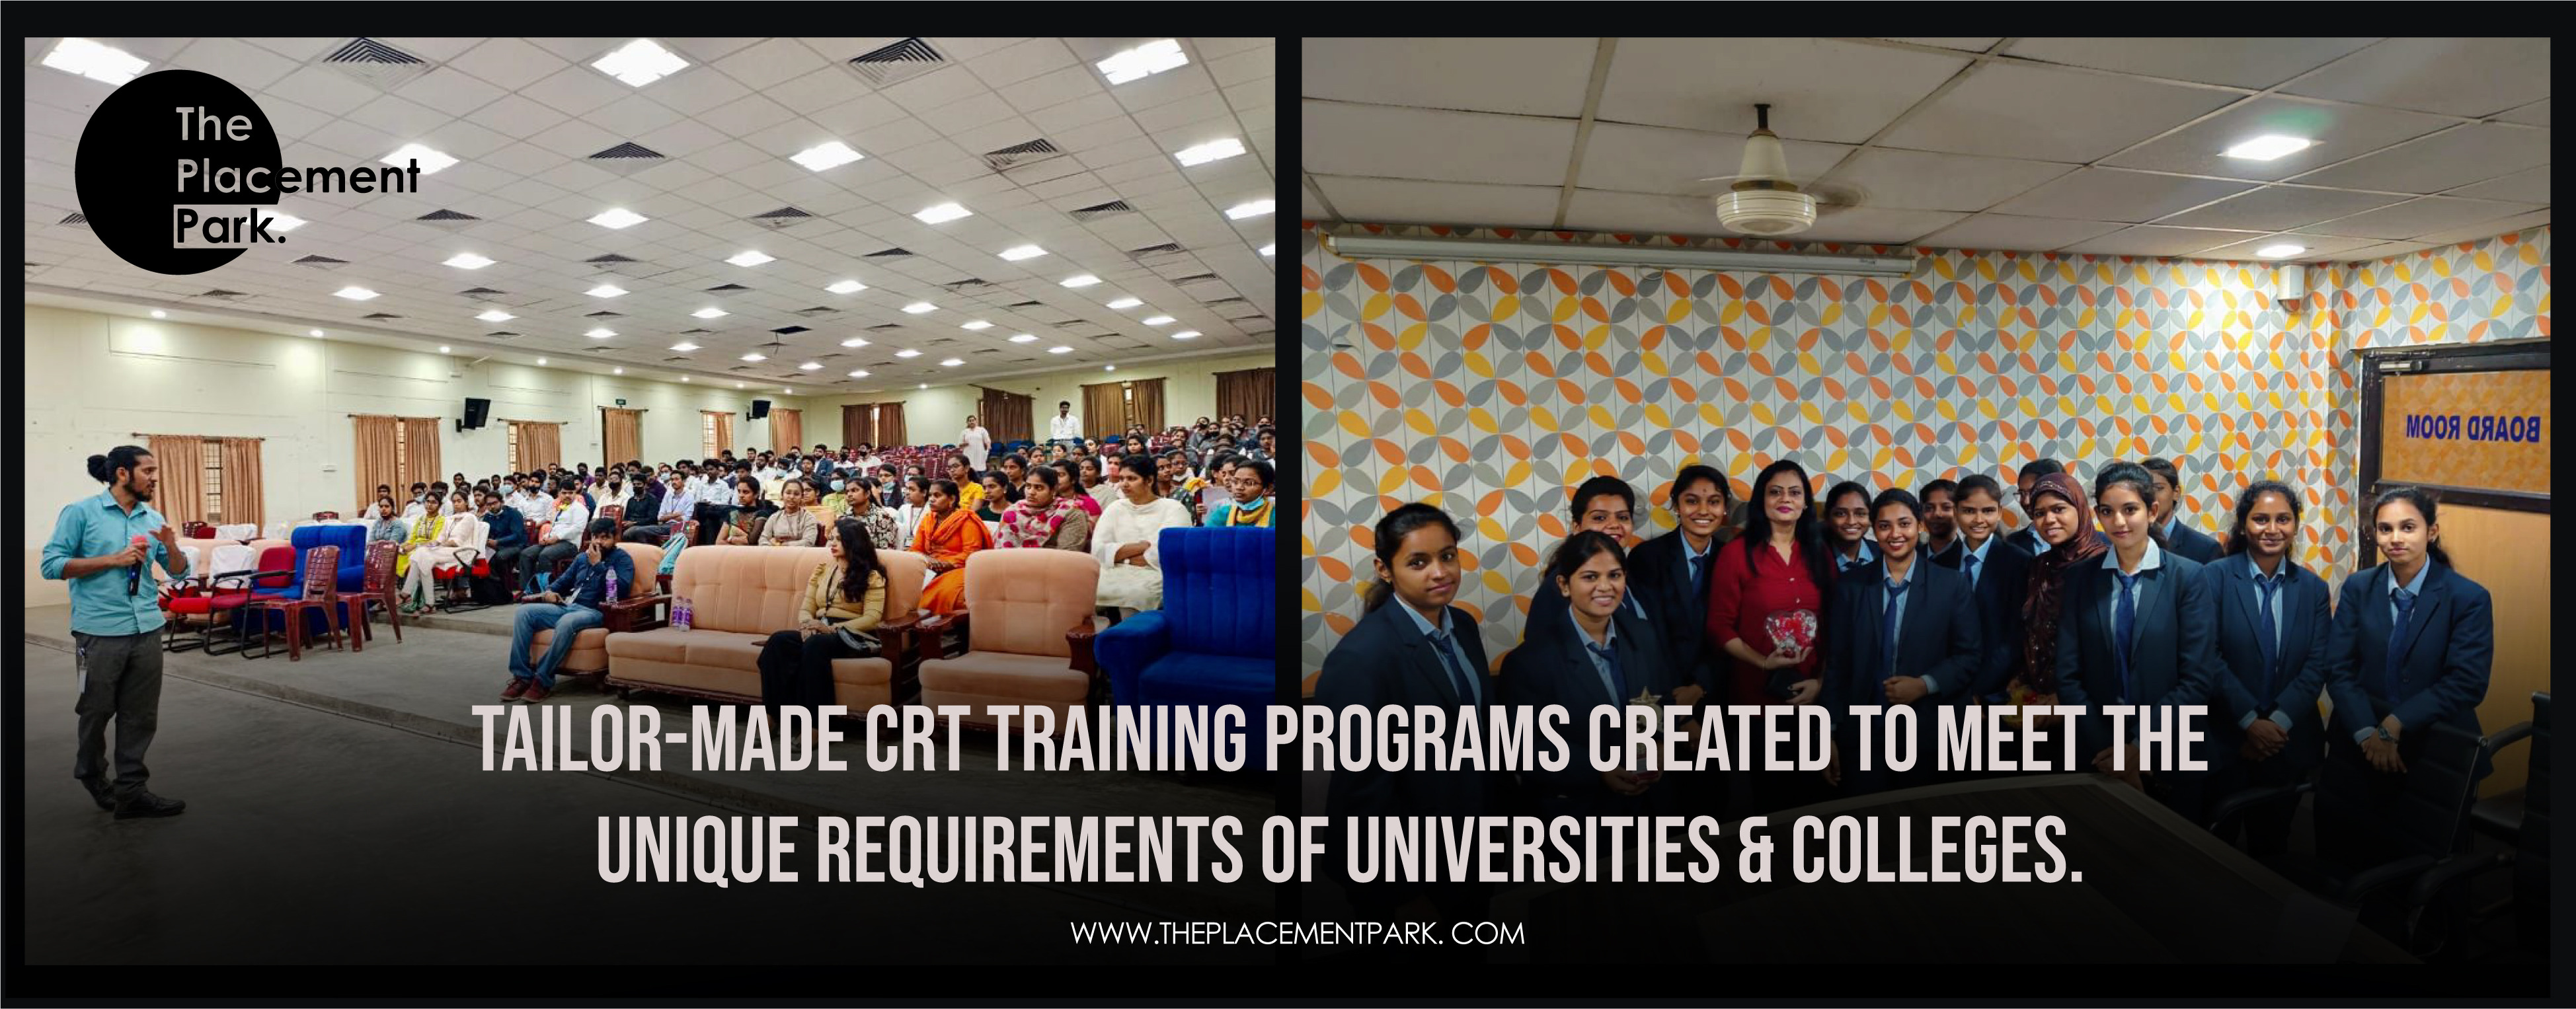 The
Placement
Park.
BOARD ROOM
TAILOR-MADE CRT TRAINING PROGRAMS CREATED TO MEET THE
UNIQUE REQUIREMENTS OF UNIVERSITIES & COLLEGES.
WWW.THEPLACEMENTPARK. COM